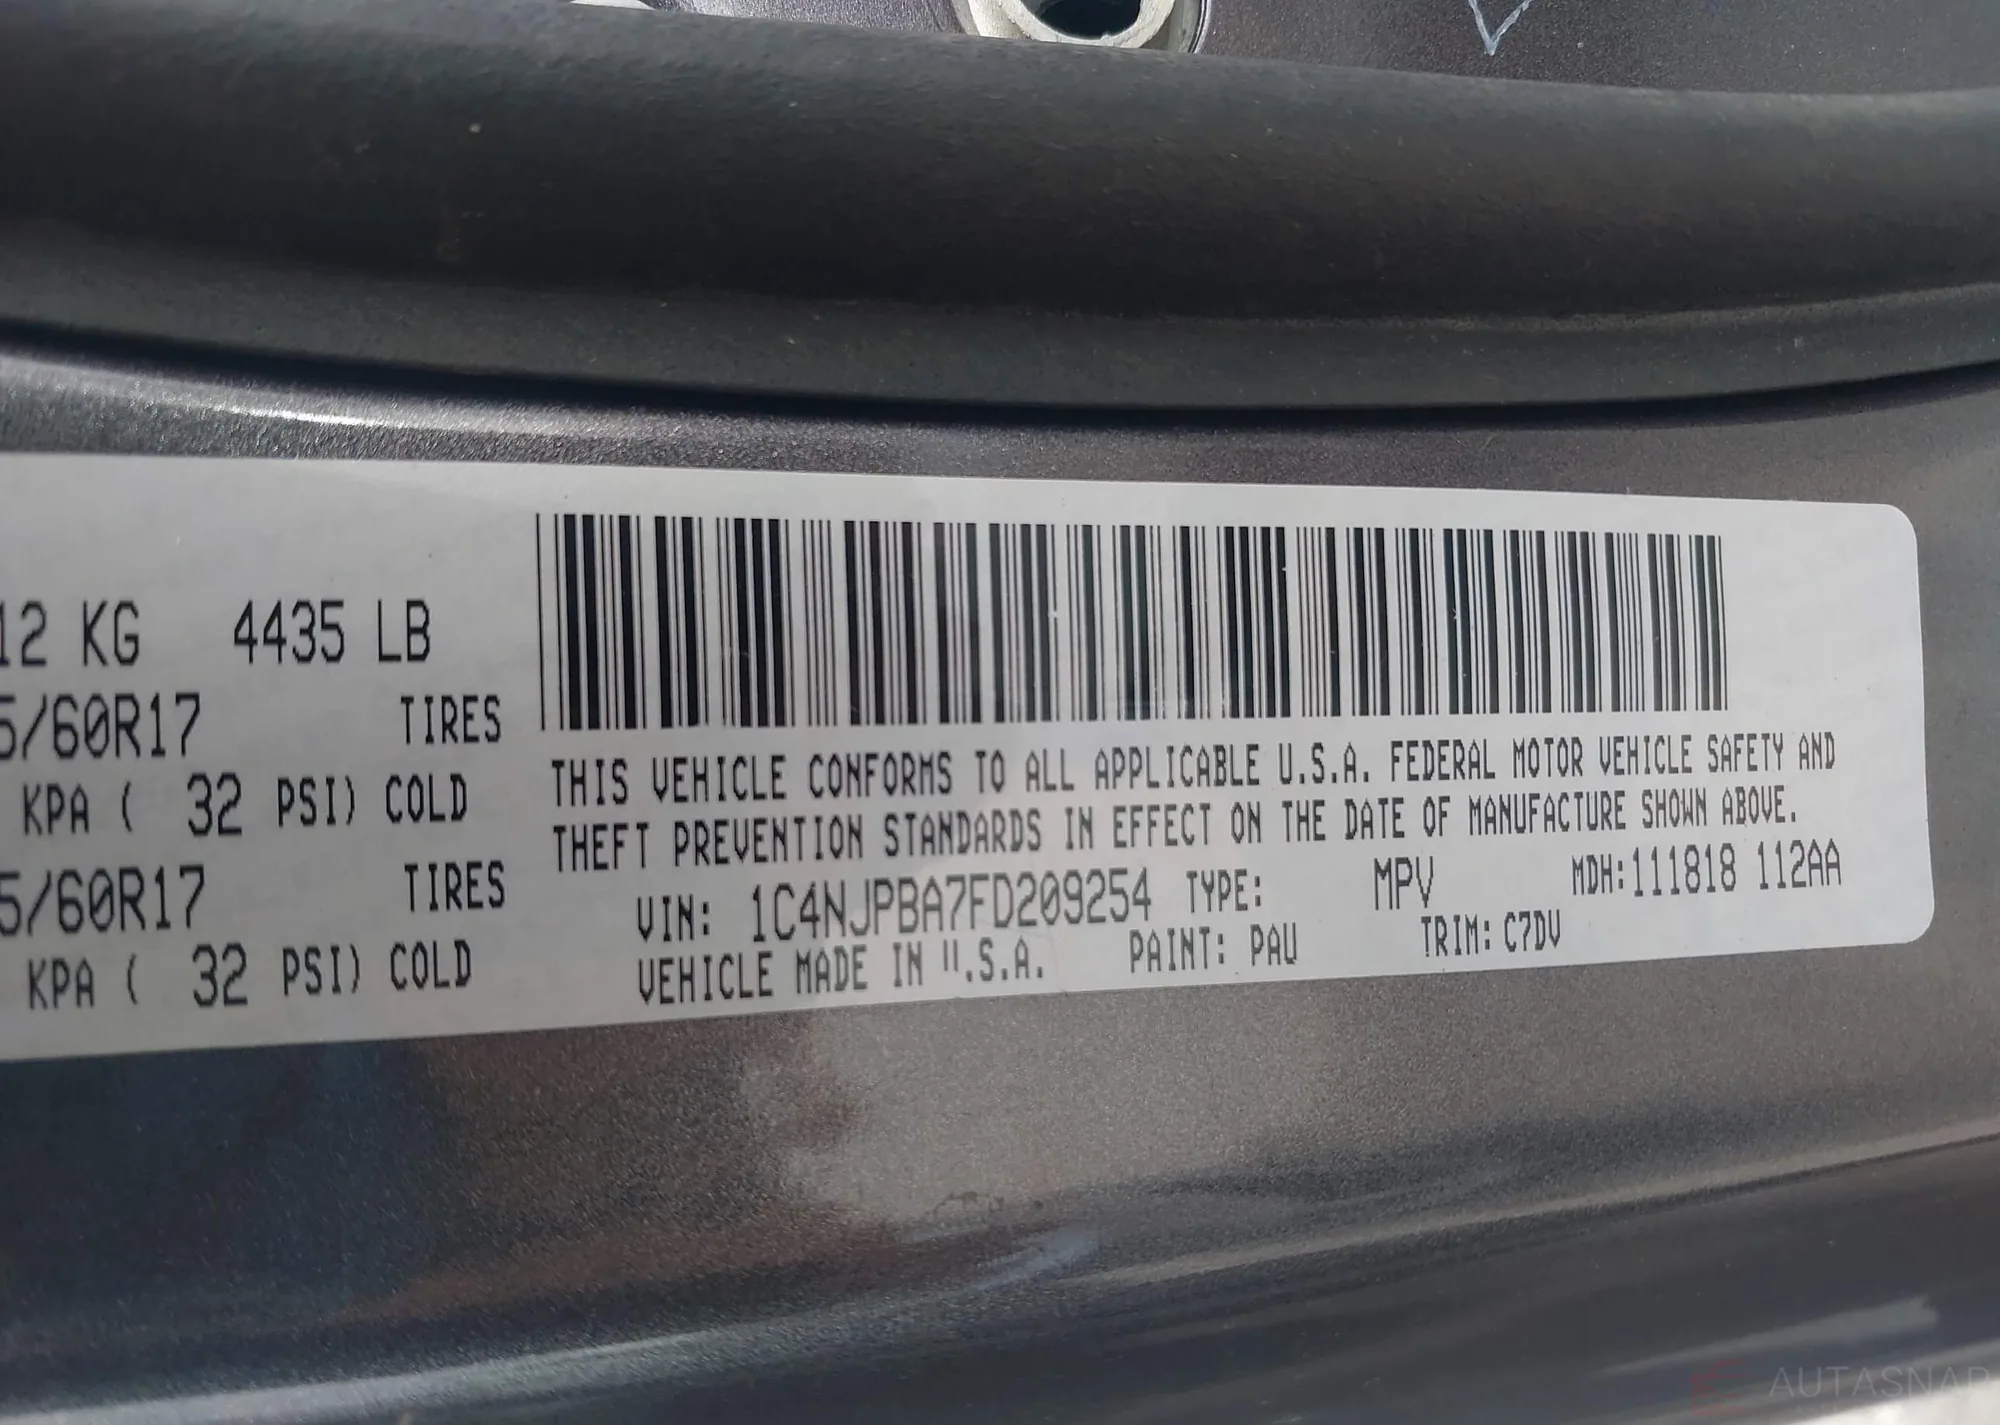 12 KG 4435 LB
5/60R17 TIRES
KPA ( 32 PSI) COLD
5/60R17 TIRES
KPA ( 32 PSI) COLD
THIS VEHICLE CONFORMS TO ALL APPLICABLE U.S.A. FEDERAL MOTOR VEHICLE SAFETY AND
THEFT PREVENTION STANDARDS IN EFFECT ON THE DATE OF MANUFACTURE SHOWN ABOVE.
VIN: 1C4NJPBA7FD209254 TYPE: MPV MDH:111818 112AA
VEHICLE MADE IN U.S.A. PAINT: PAU TRIM: C7DV
AUTASNAP